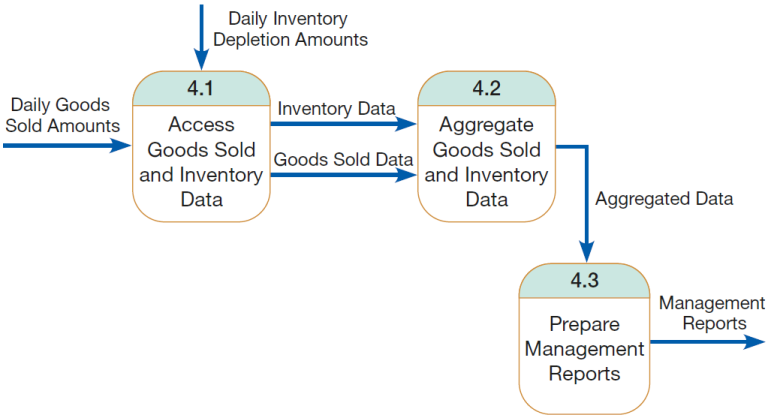 Daily Inventory
Depletion Amounts
4.1
4.2
Daily Goods
Sold Amounts
Inventory Data
Access
Goods Sold
and Inventory
Data
Goods Sold Data
Aggregate
Goods Sold
and Inventory
Data
Aggregated Data
4.3
Management
Reports
Prepare
Management
Reports